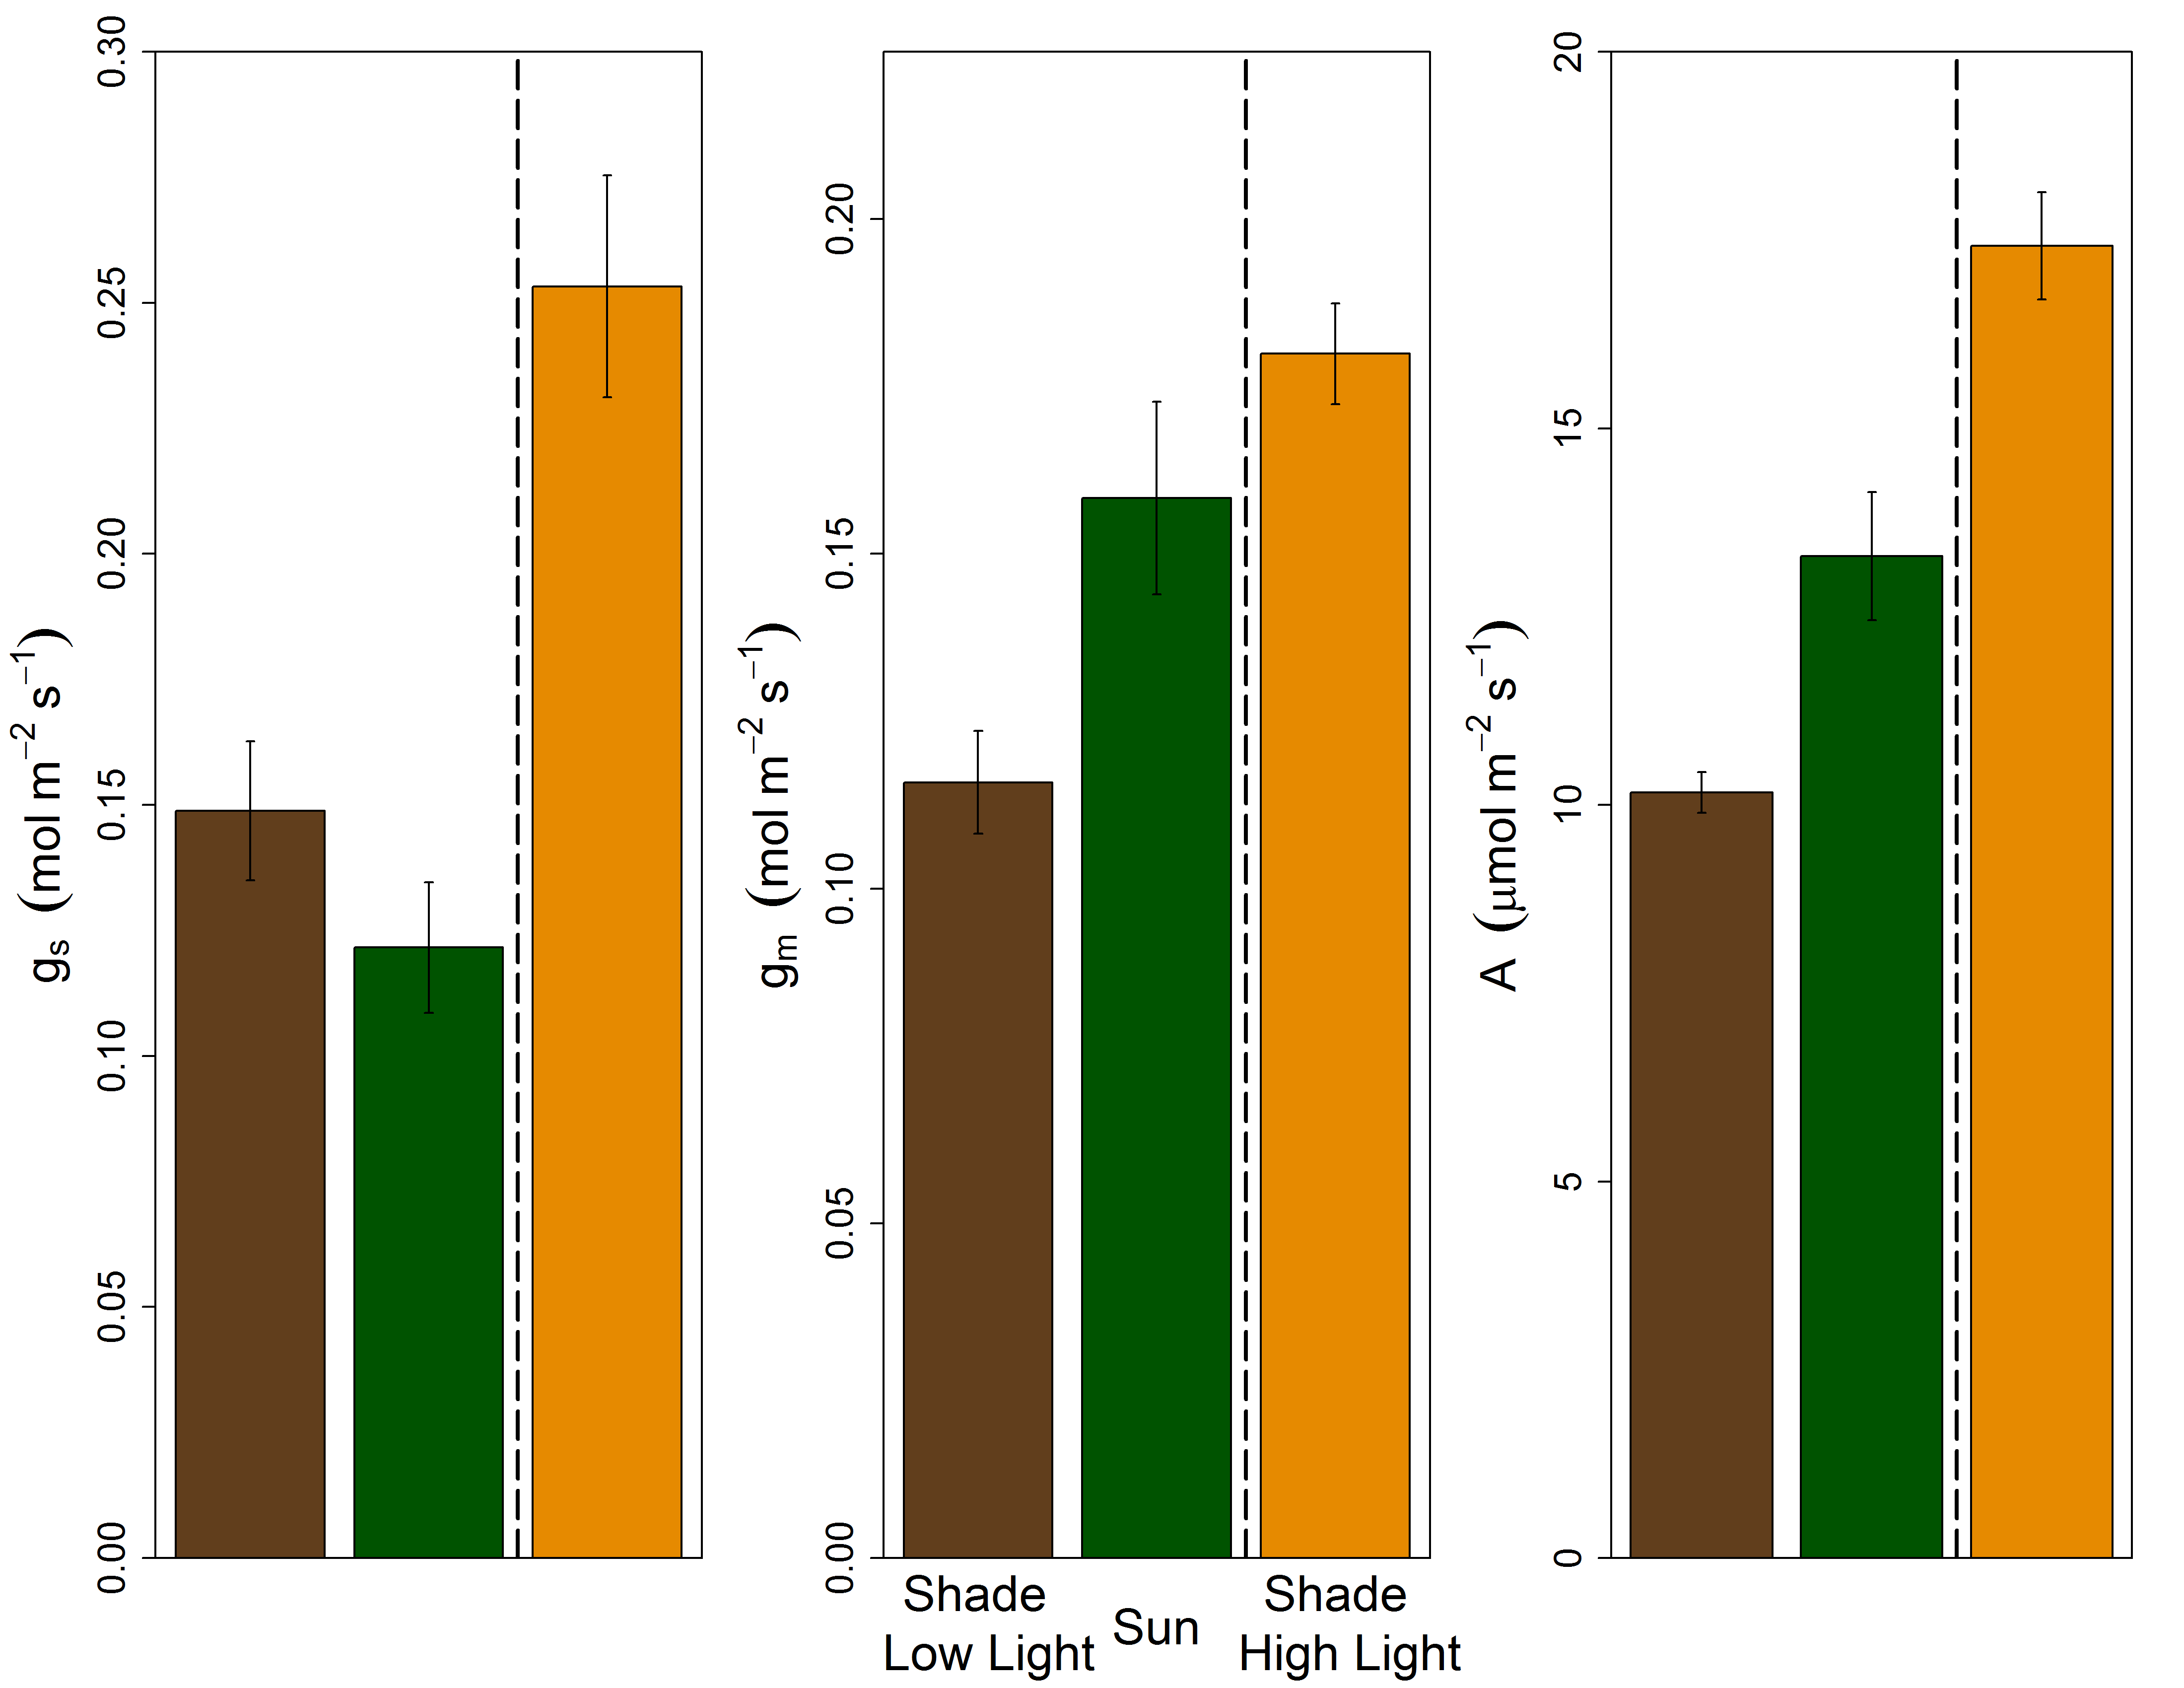 gs (mol m−2 s−1)
0.00
0.05
0.10
0.15
0.20
0.25
0.30
gm (mol m−2 s−1)
0.00
0.05
0.10
0.15
0.20
A (μmol m−2 s−1)
0
5
10
15
20
Shade
Low Light
Sun
Shade
High Light